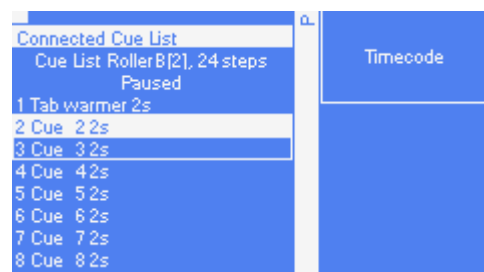 Connected Cue List
Cue List RollerB[2], 24 steps
Paused
1 Tab warmer 2s
2 Cue 2 2s
3 Cue 3 2s
4 Cue 4 2s
5 Cue 5 2s
6 Cue 6 2s
7 Cue 7 2s
8 Cue 8 2s
P
Timecode